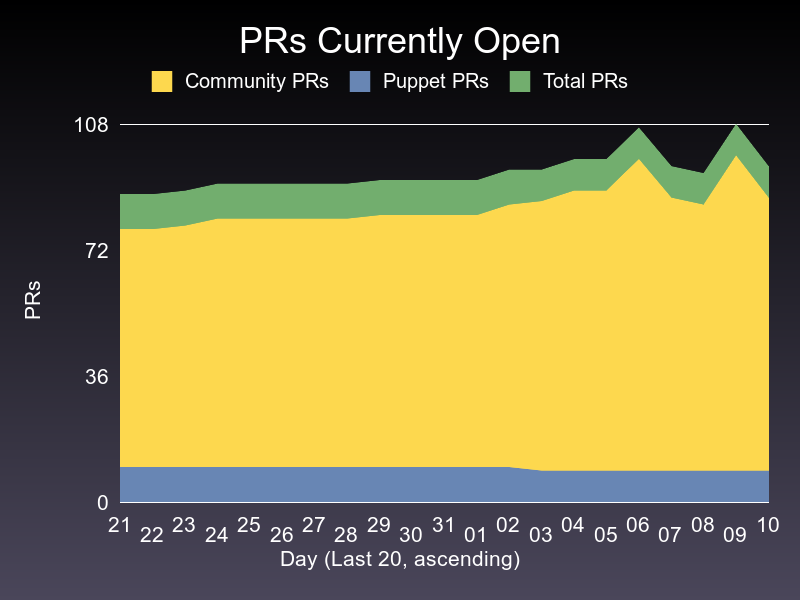 PRs Currently Open
Community PRs Puppet PRs Total PRs
108
72
36
0
PRs
21 22 23 24 25 26 27 28 29 30 31 01 02 03 04 05 06 07 08 09 10
Day (Last 20, ascending)